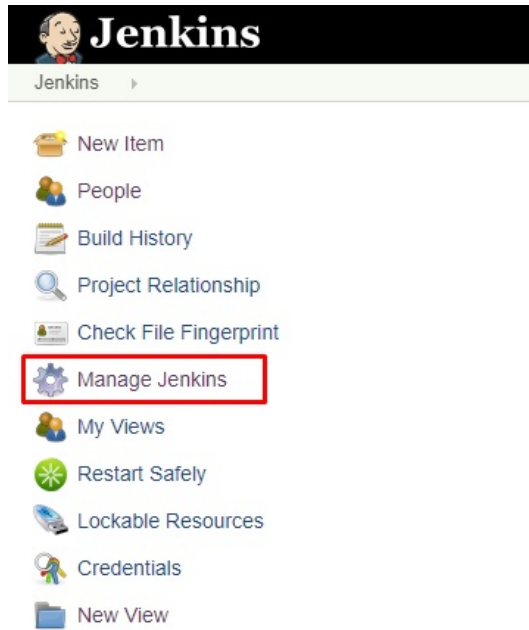 Jenkins
Jenkins
New Item
People
Build History
Project Relationship
Check File Fingerprint
Manage Jenkins
My Views
Restart Safely
Lockable Resources
Credentials
New View